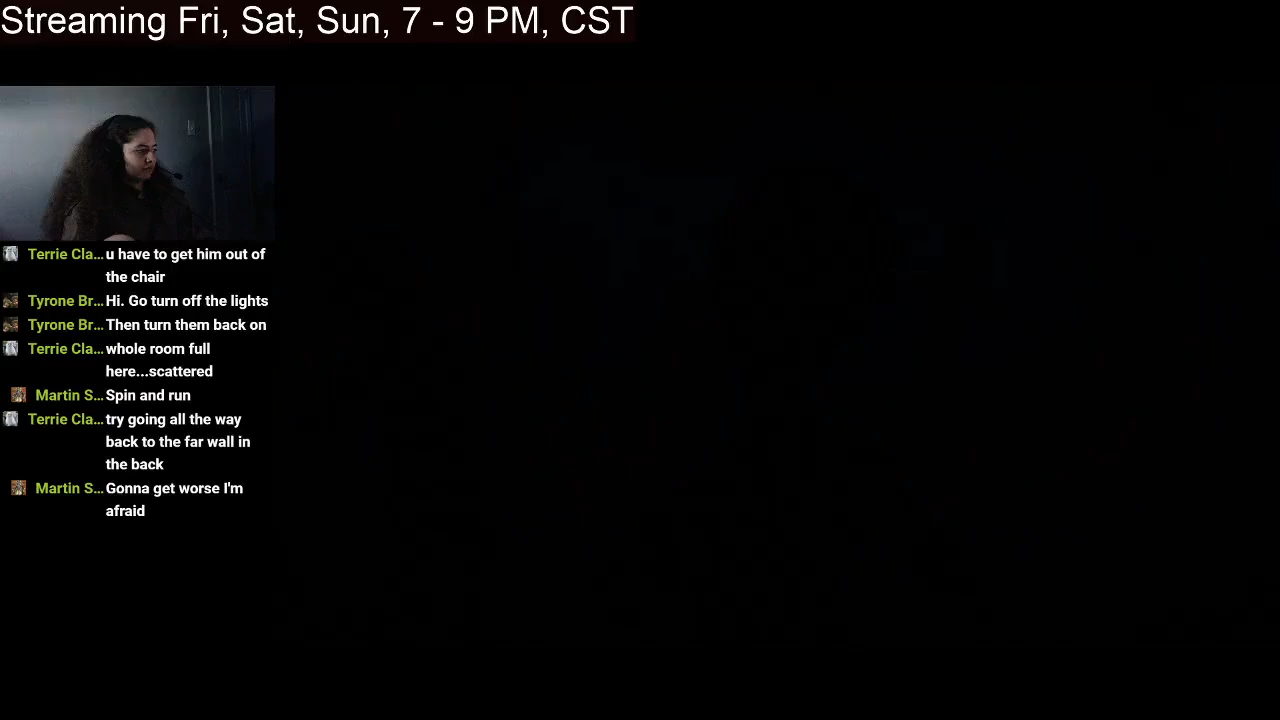 Streaming Fri, Sat, Sun, 7 - 9 PM, CST
Terrie Cla... u have to get him out of
the chair
Tyrone Br... Hi. Go turn off the lights
Tyrone Br... Then turn them back on
Terrie Cla... whole room full
here...scattered
Martin S... Spin and run
Terrie Cla... try going all the way
back to the far wall in
the back
Martin S... Gonna get worse I'm
afraid